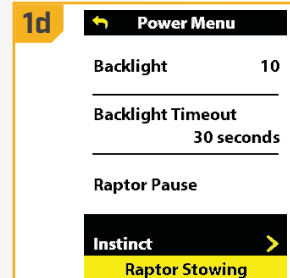 1d
Power Menu
Backlight 10
Backlight Timeout
30 seconds
Raptor Pause
Instinct
Raptor Stowing